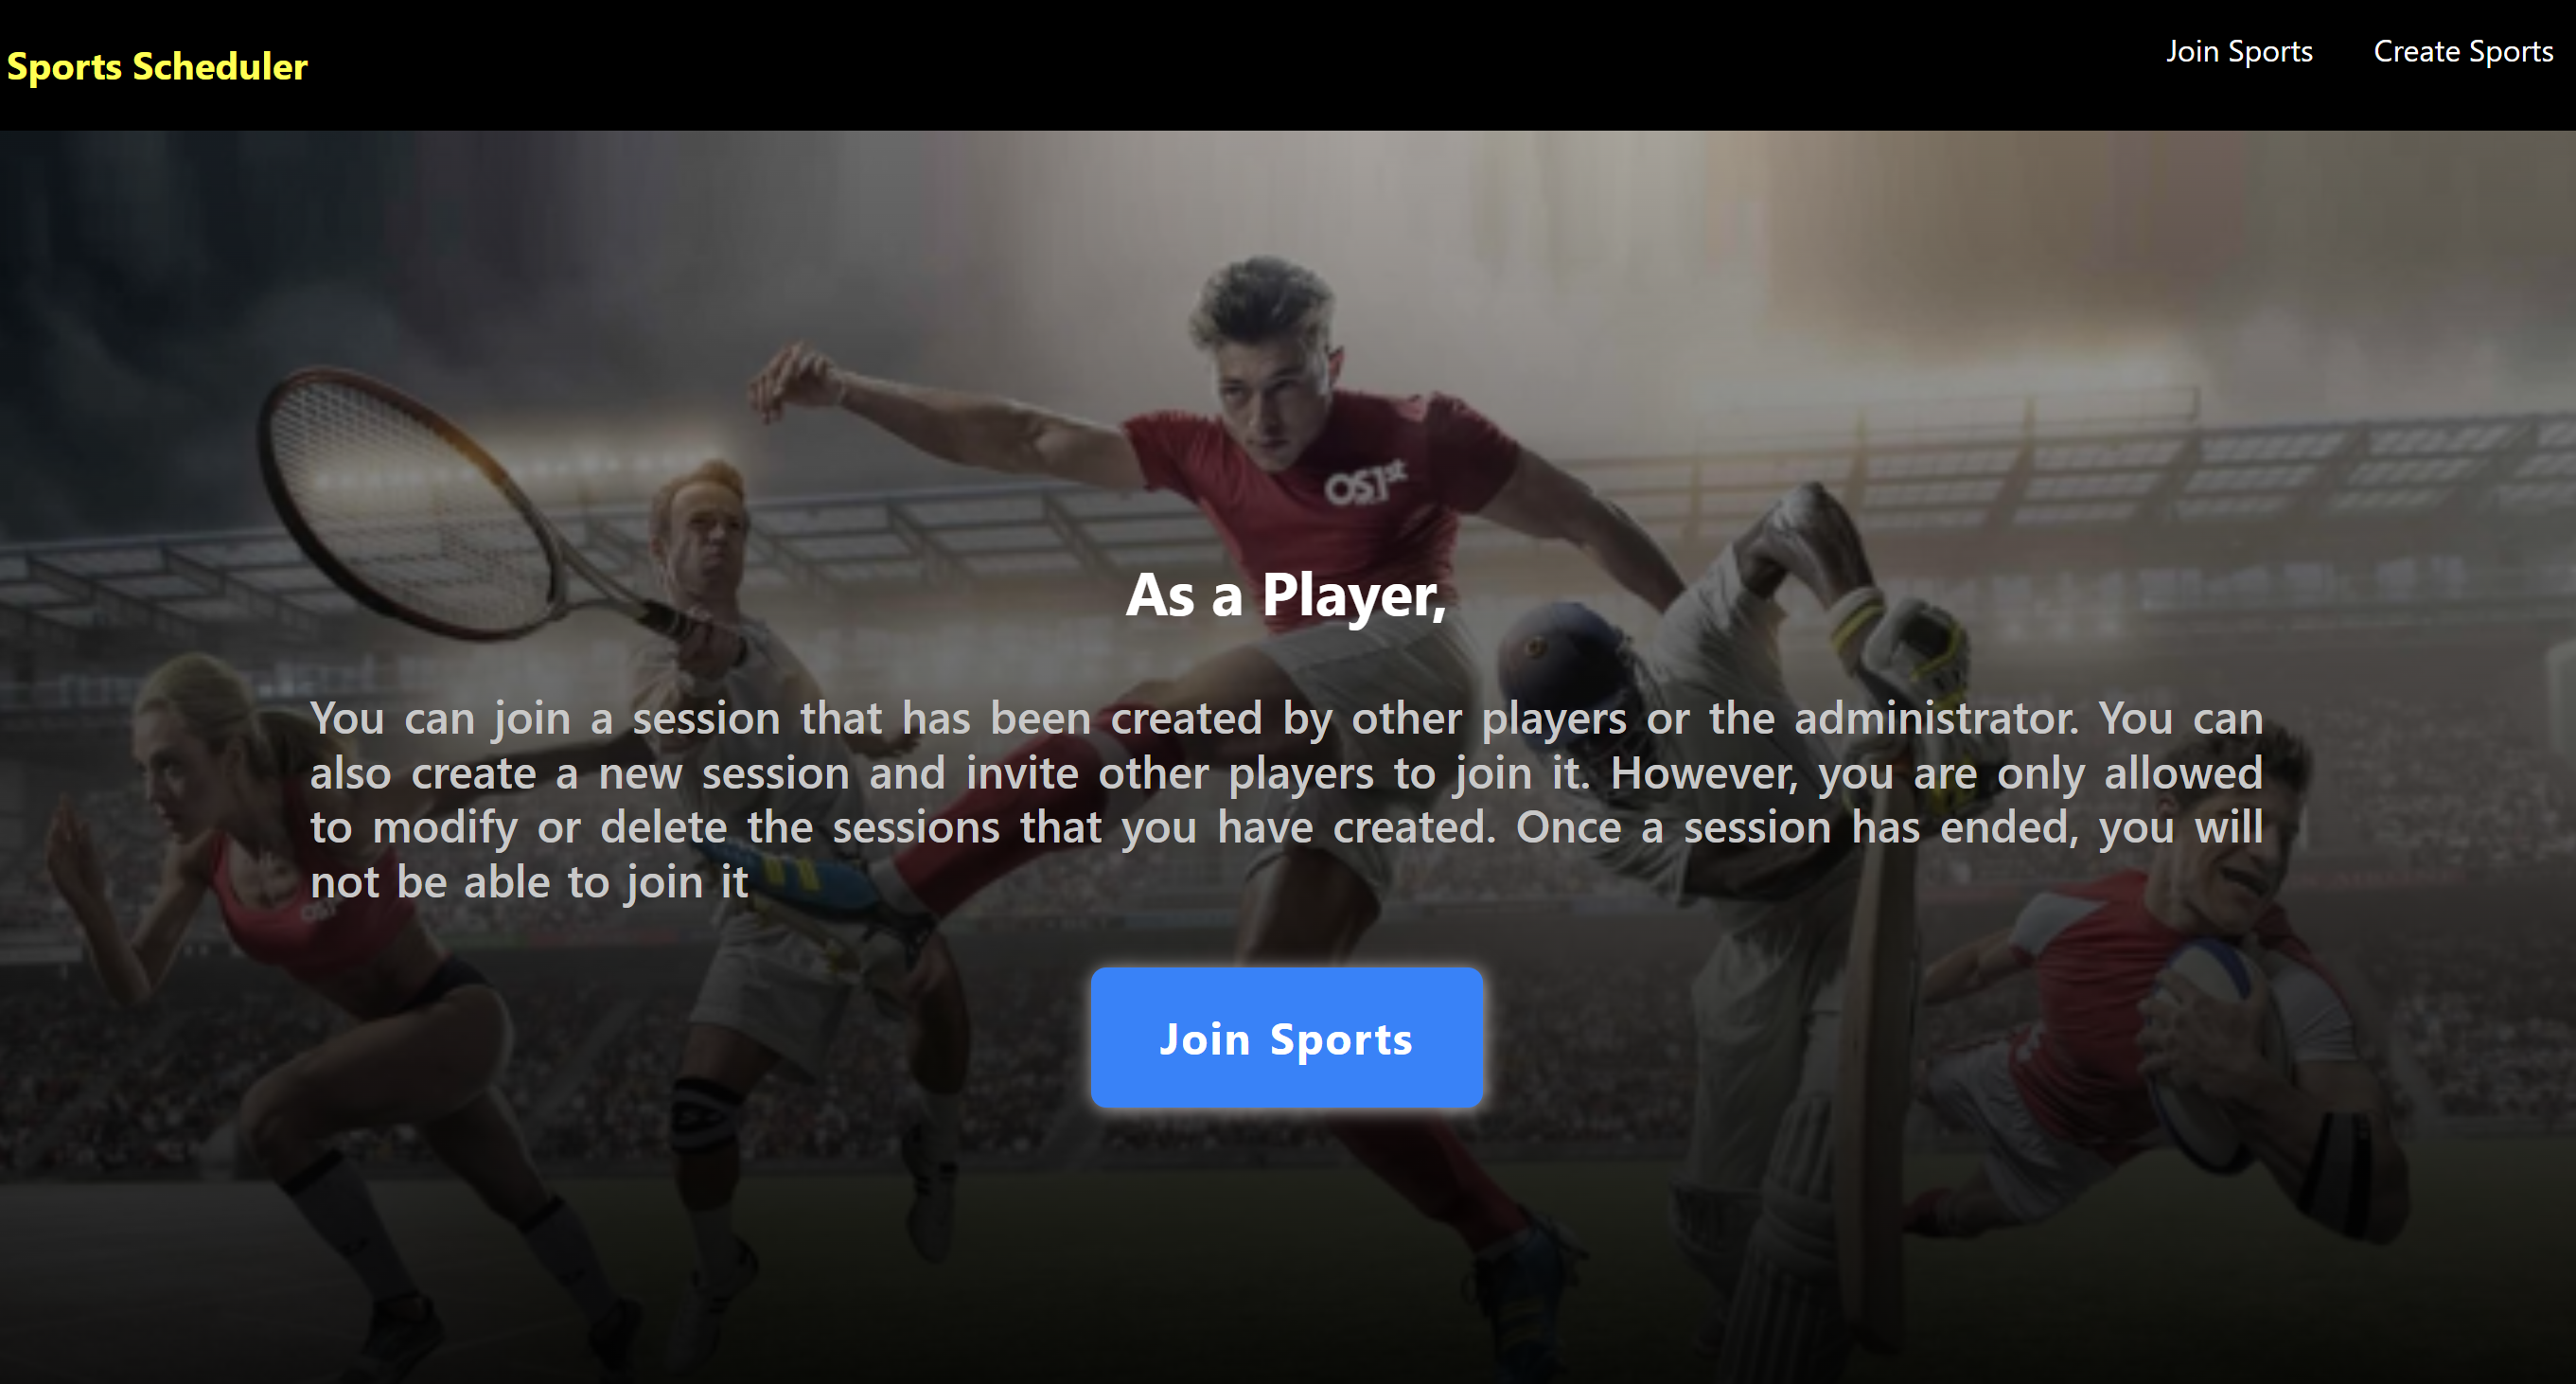 Sports Scheduler
Join Sports
Create Sports
OS1st
As a Player,
You can join a session that has been created by other players or the administrator. You can
also create a new session and invite other players to join it. However, you are only allowed
to modify or delete the sessions that you have created. Once a session has ended, you will
not be able to join it
Join Sports